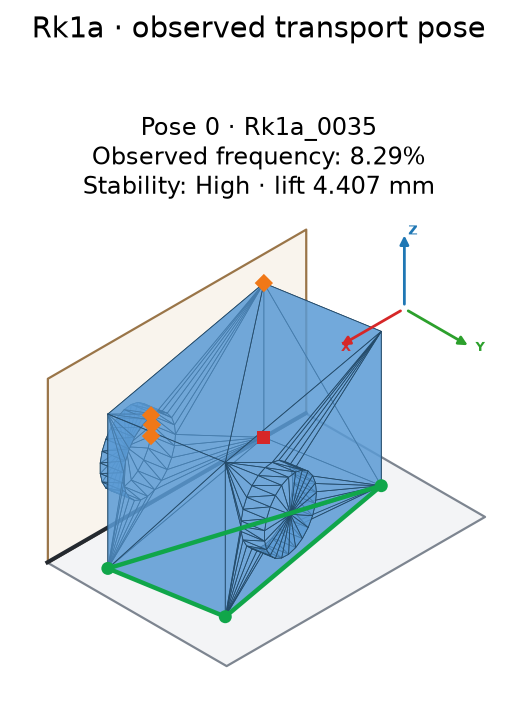 Rk1a · observed transport pose
Pose 0 · Rk1a_0035
Observed frequency: 8.29%
Stability: High · lift 4.407 mm
Z
X
Y